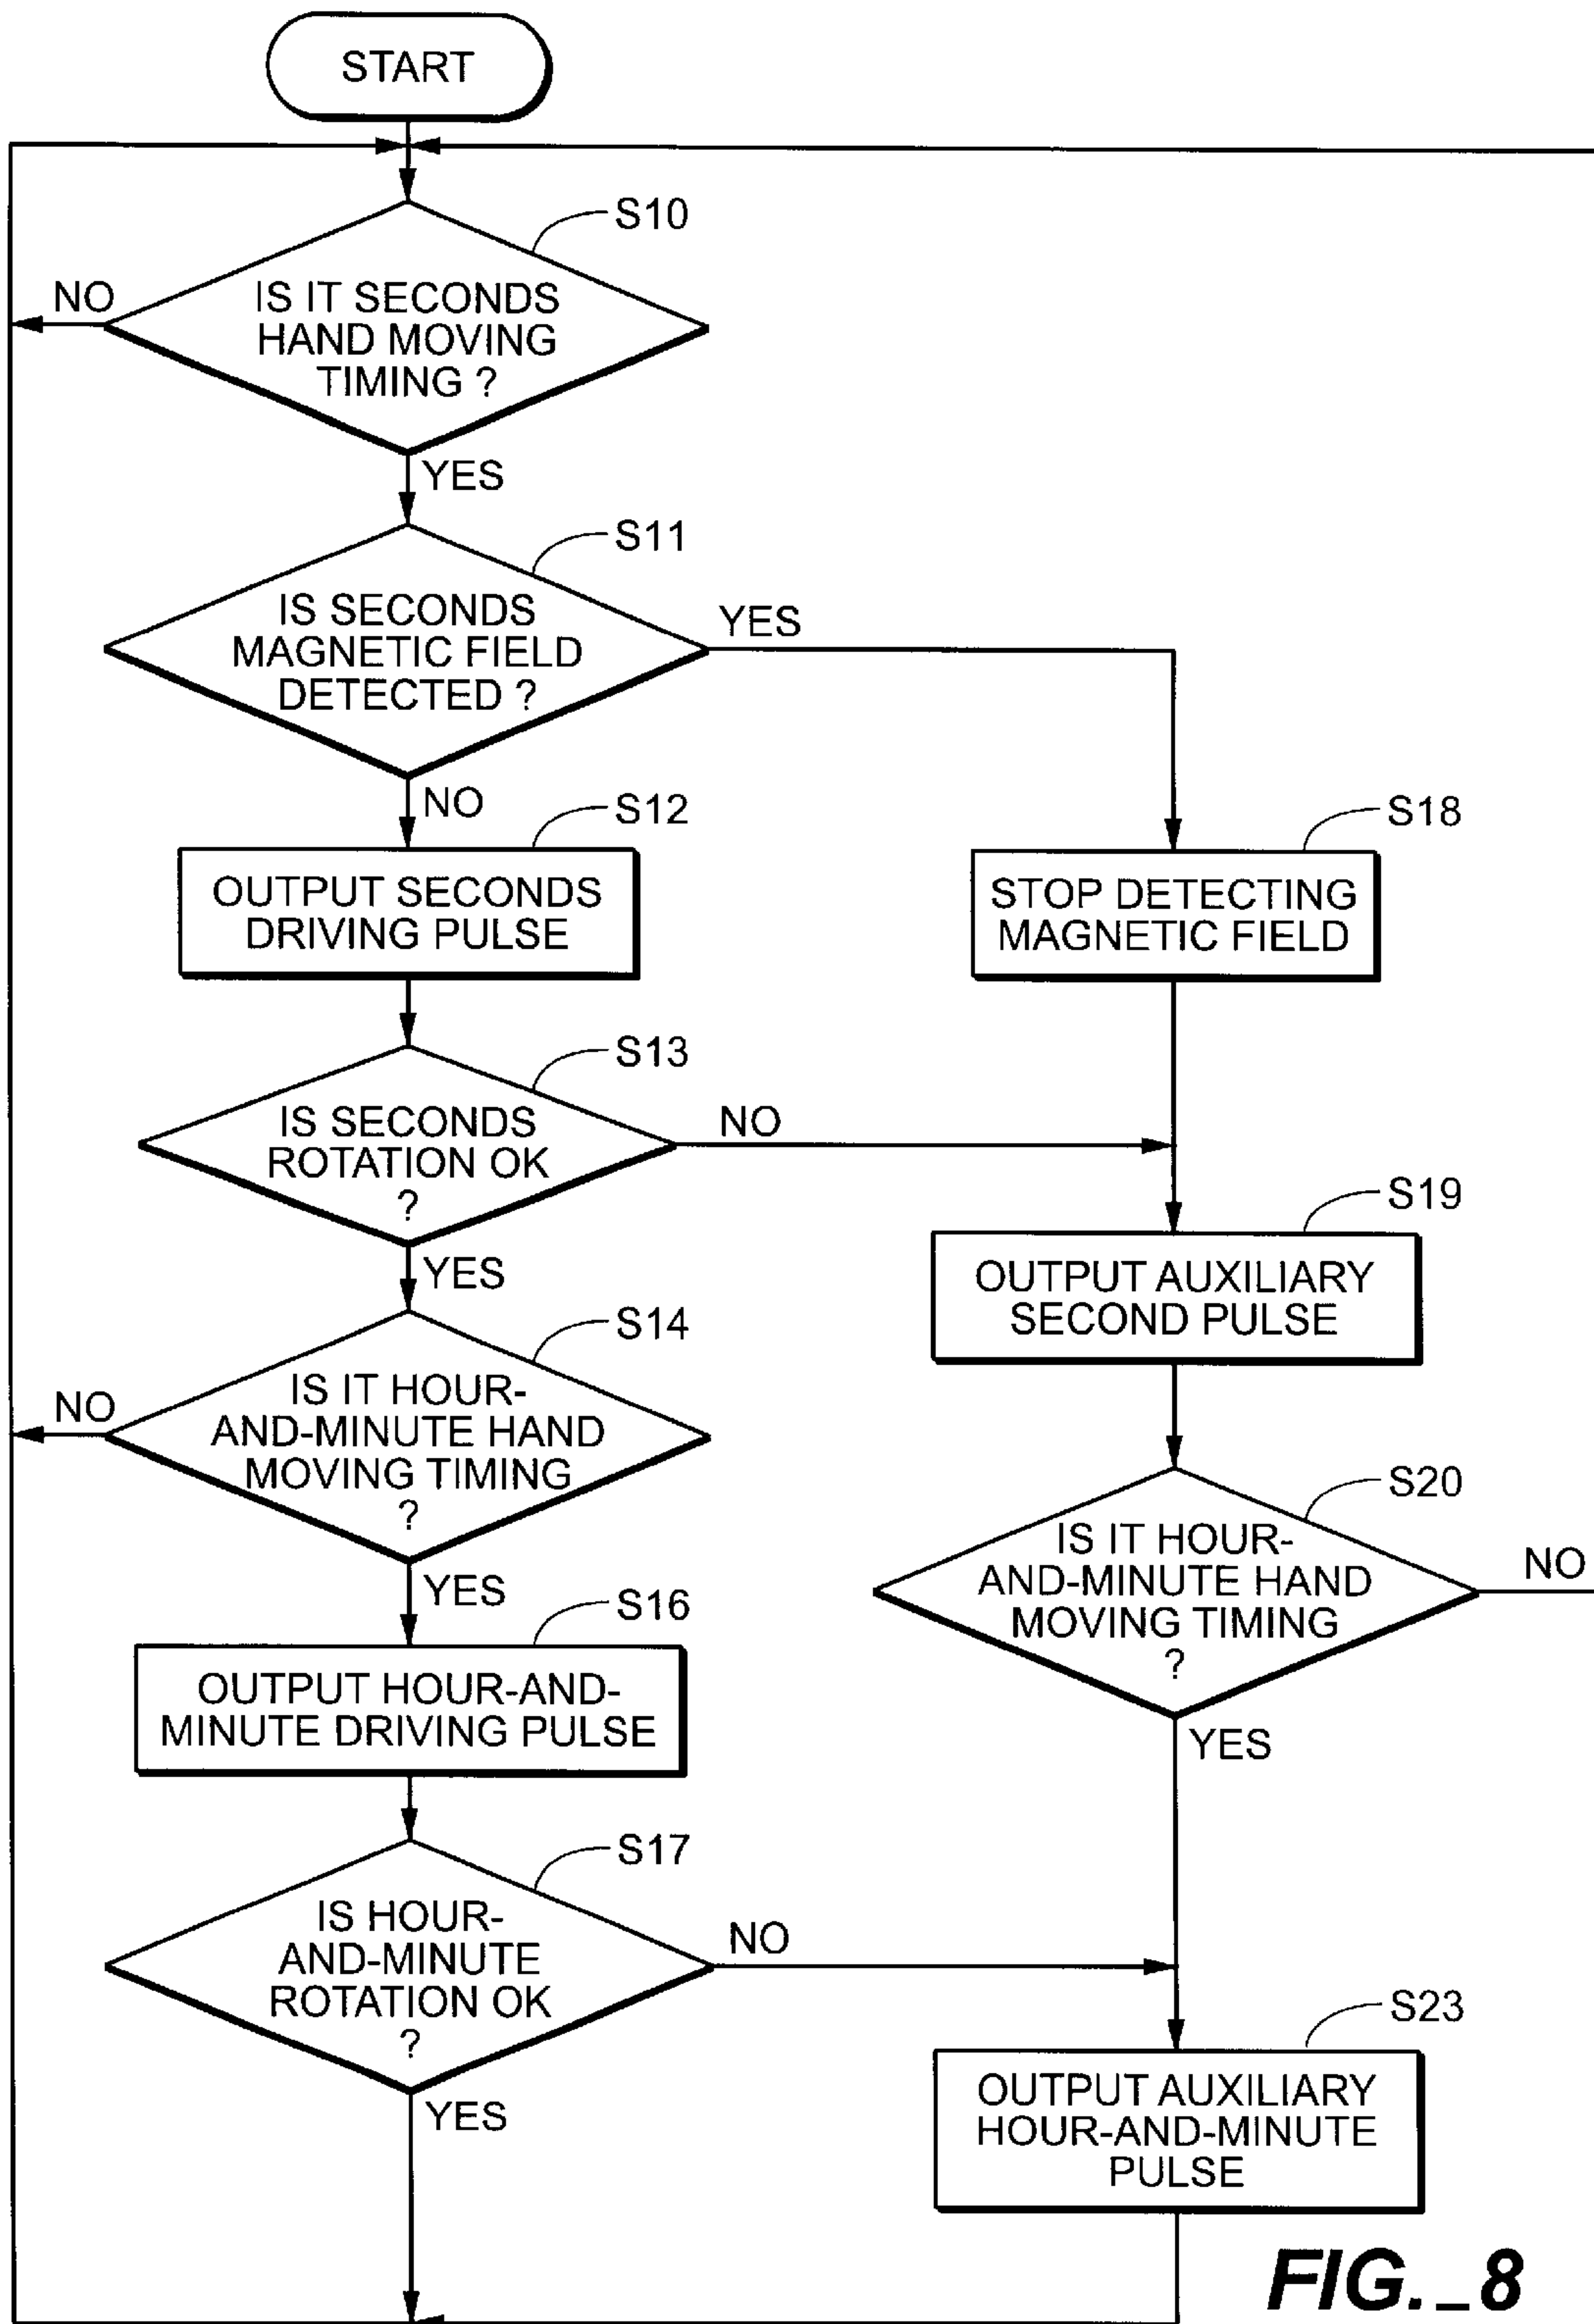 START
S10
IS IT SECONDS
HAND MOVING
TIMING ?
NO
YES
S11
IS SECONDS
MAGNETIC FIELD
DETECTED ?
YES
NO
S12
OUTPUT SECONDS
DRIVING PULSE
S18
STOP DETECTING
MAGNETIC FIELD
S13
IS SECONDS
ROTATION OK
?
NO
YES
S19
OUTPUT AUXILIARY
SECOND PULSE
S14
IS IT HOUR-
AND-MINUTE HAND
MOVING TIMING
?
NO
YES
S20
IS IT HOUR-
AND-MINUTE HAND
MOVING TIMING
?
NO
YES
S16
OUTPUT HOUR-AND-
MINUTE DRIVING PULSE
S17
IS HOUR-
AND-MINUTE
ROTATION OK
?
NO
YES
S23
OUTPUT AUXILIARY
HOUR-AND-MINUTE
PULSE
FIG._8